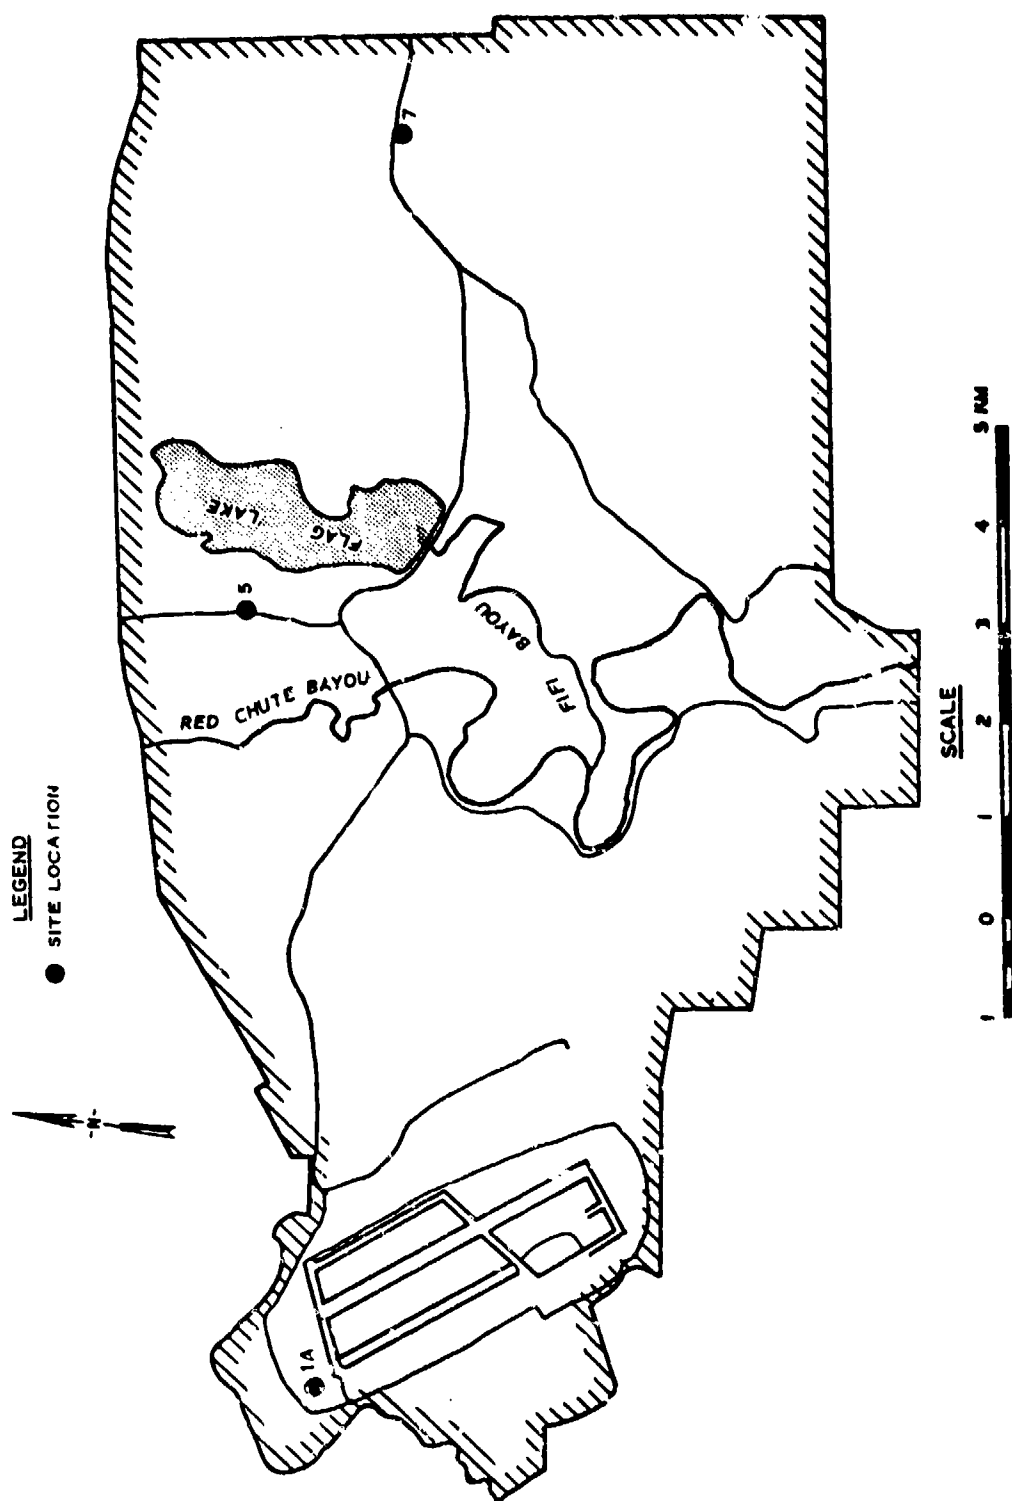 LEGEND
SITE LOCATION
-N-
7
5
1A
FLAG
LAKE
RED CHUTE BAYOU
FIFI BAYOU
SCALE
1 0 1 2 3 4 5 KM